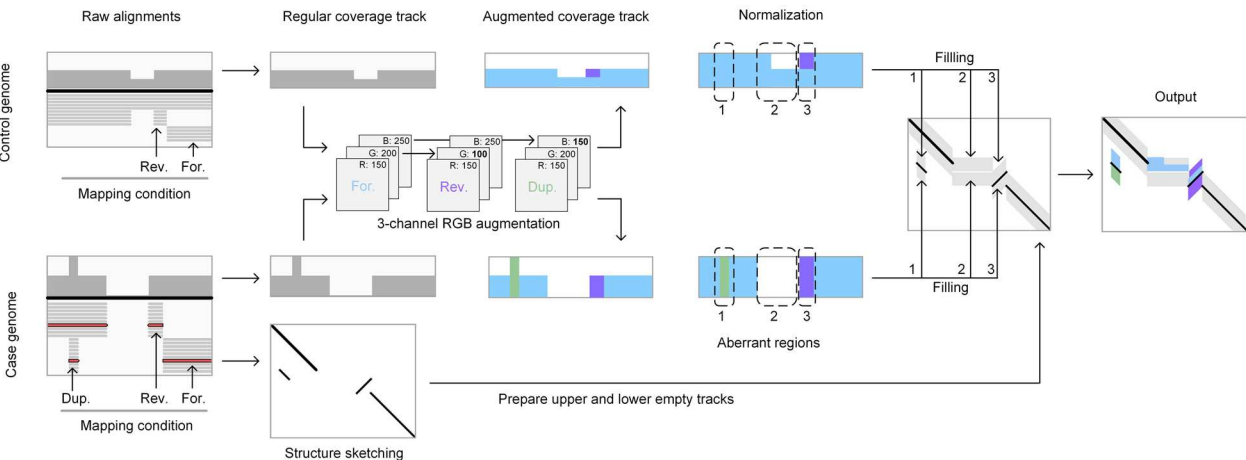 Raw alignments
Regular coverage track
Augmented coverage track
Normalization
Control genome
Rev. For.
Mapping condition
B: 250
G: 200
R: 150
For.
B: 250
G: 100
R: 150
Rev.
B: 150
G: 200
R: 150
Dup.
3-channel RGB augmentation
1 2 3
Fillling
1 2 3
Output
Case genome
Dup. Rev. For.
Mapping condition
Structure sketching
1 2 3
Aberrant regions
1 2 3
Filling
Prepare upper and lower empty tracks